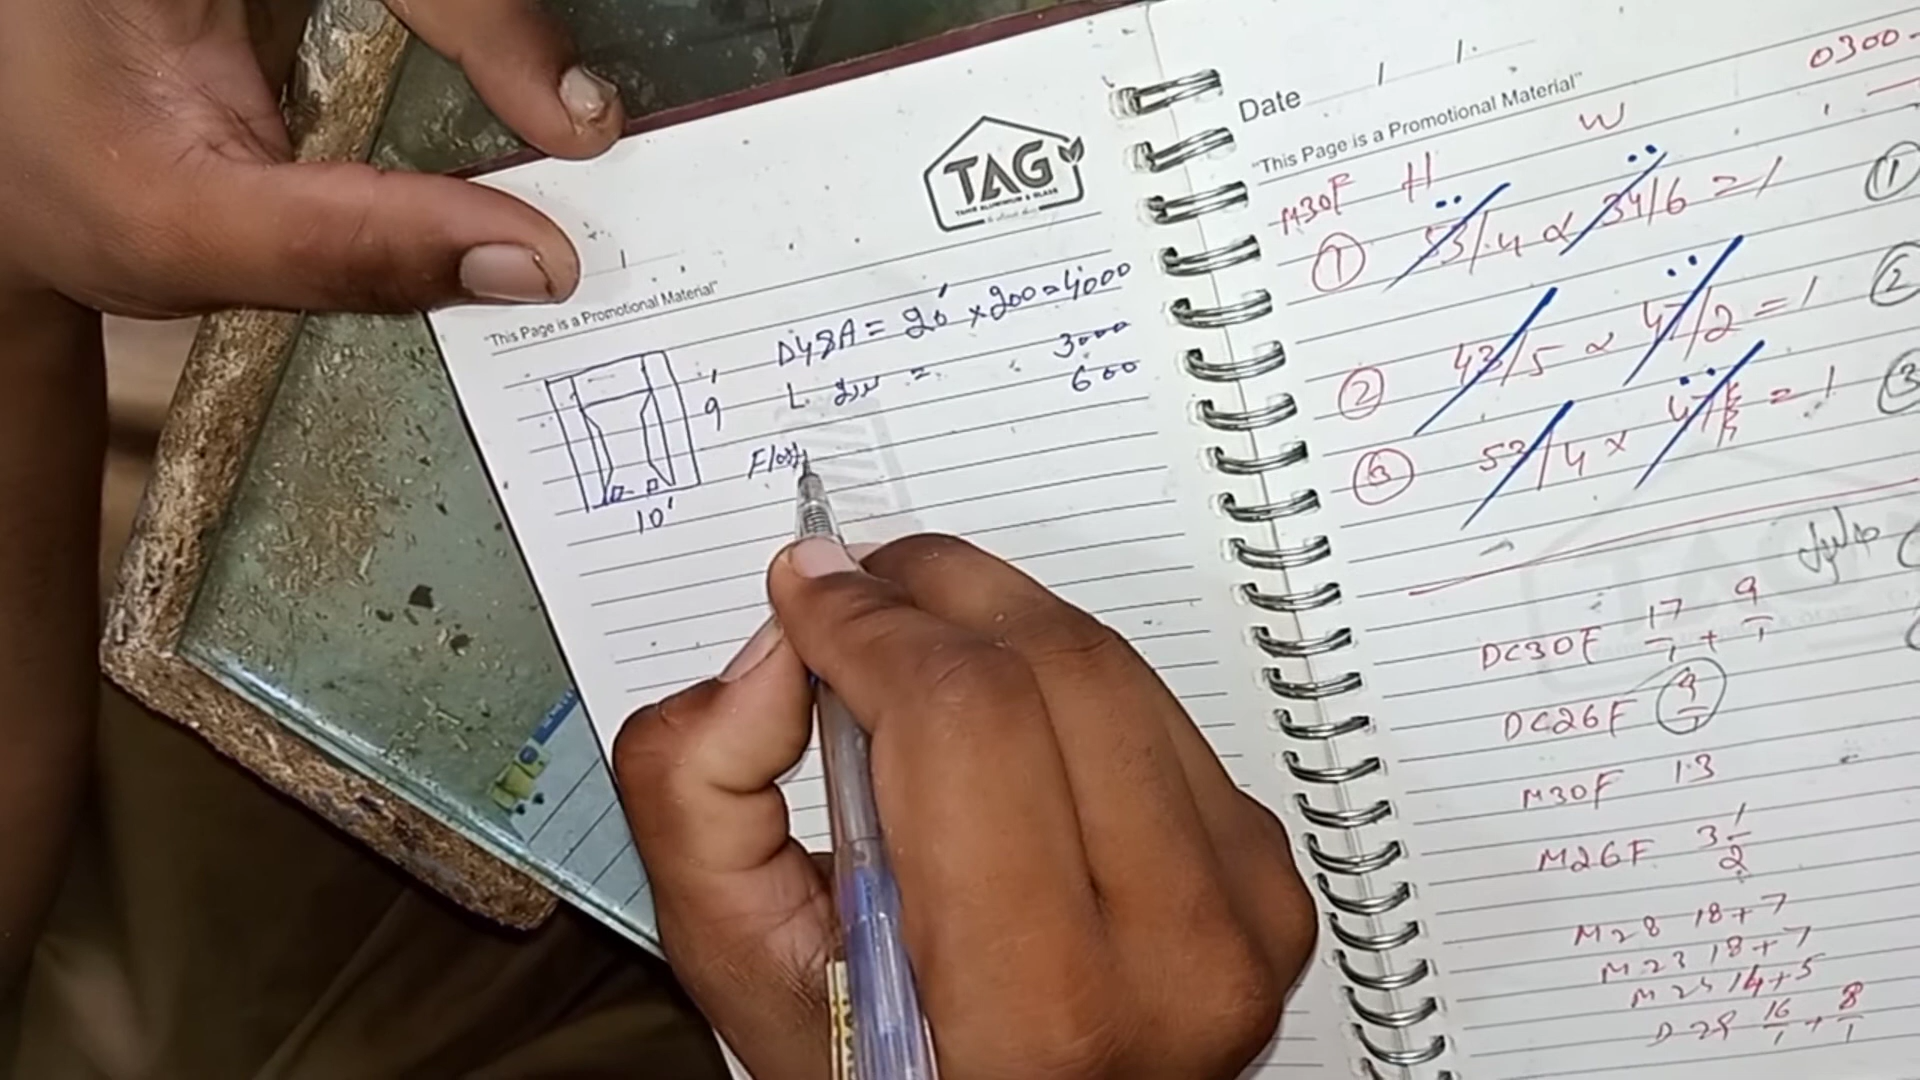 TAG
"This Page is a Promotional Material"
D48A = 20' × 200 = 4000
L. = 3000
600
9'
10'
Date / /
"This Page is a Promotional Material"
0300-
M30F H W
① 53/4 × 34/6 = 1
② 43/5 × 47/2 = 1
③ 53/4 × = 1
①
②
③
DC30F 17/1 + 9/1
DC26F
M30F 13
M26F 3 1/2
M28 18+7
M23 18+7
M25 14+5
D29 16/1 + 8/1